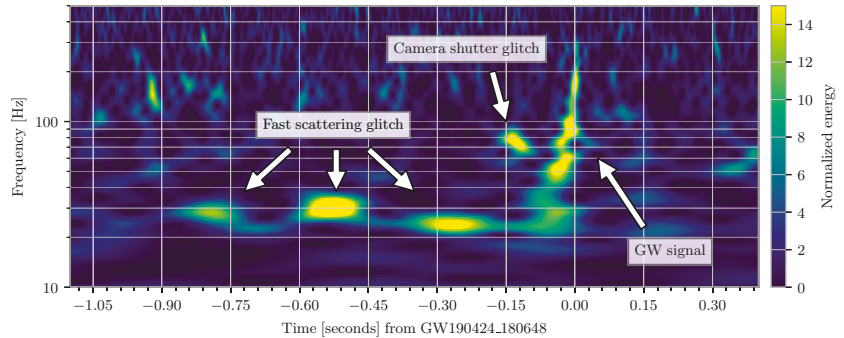 Camera shutter glitch
Fast scattering glitch
GW signal
Frequency [Hz]
100
10
−1.05 −0.90 −0.75 −0.60 −0.45 −0.30 −0.15 0.00 0.15 0.30
Time [seconds] from GW190424_180648
14
12
10
8
6
4
2
0
Normalized energy